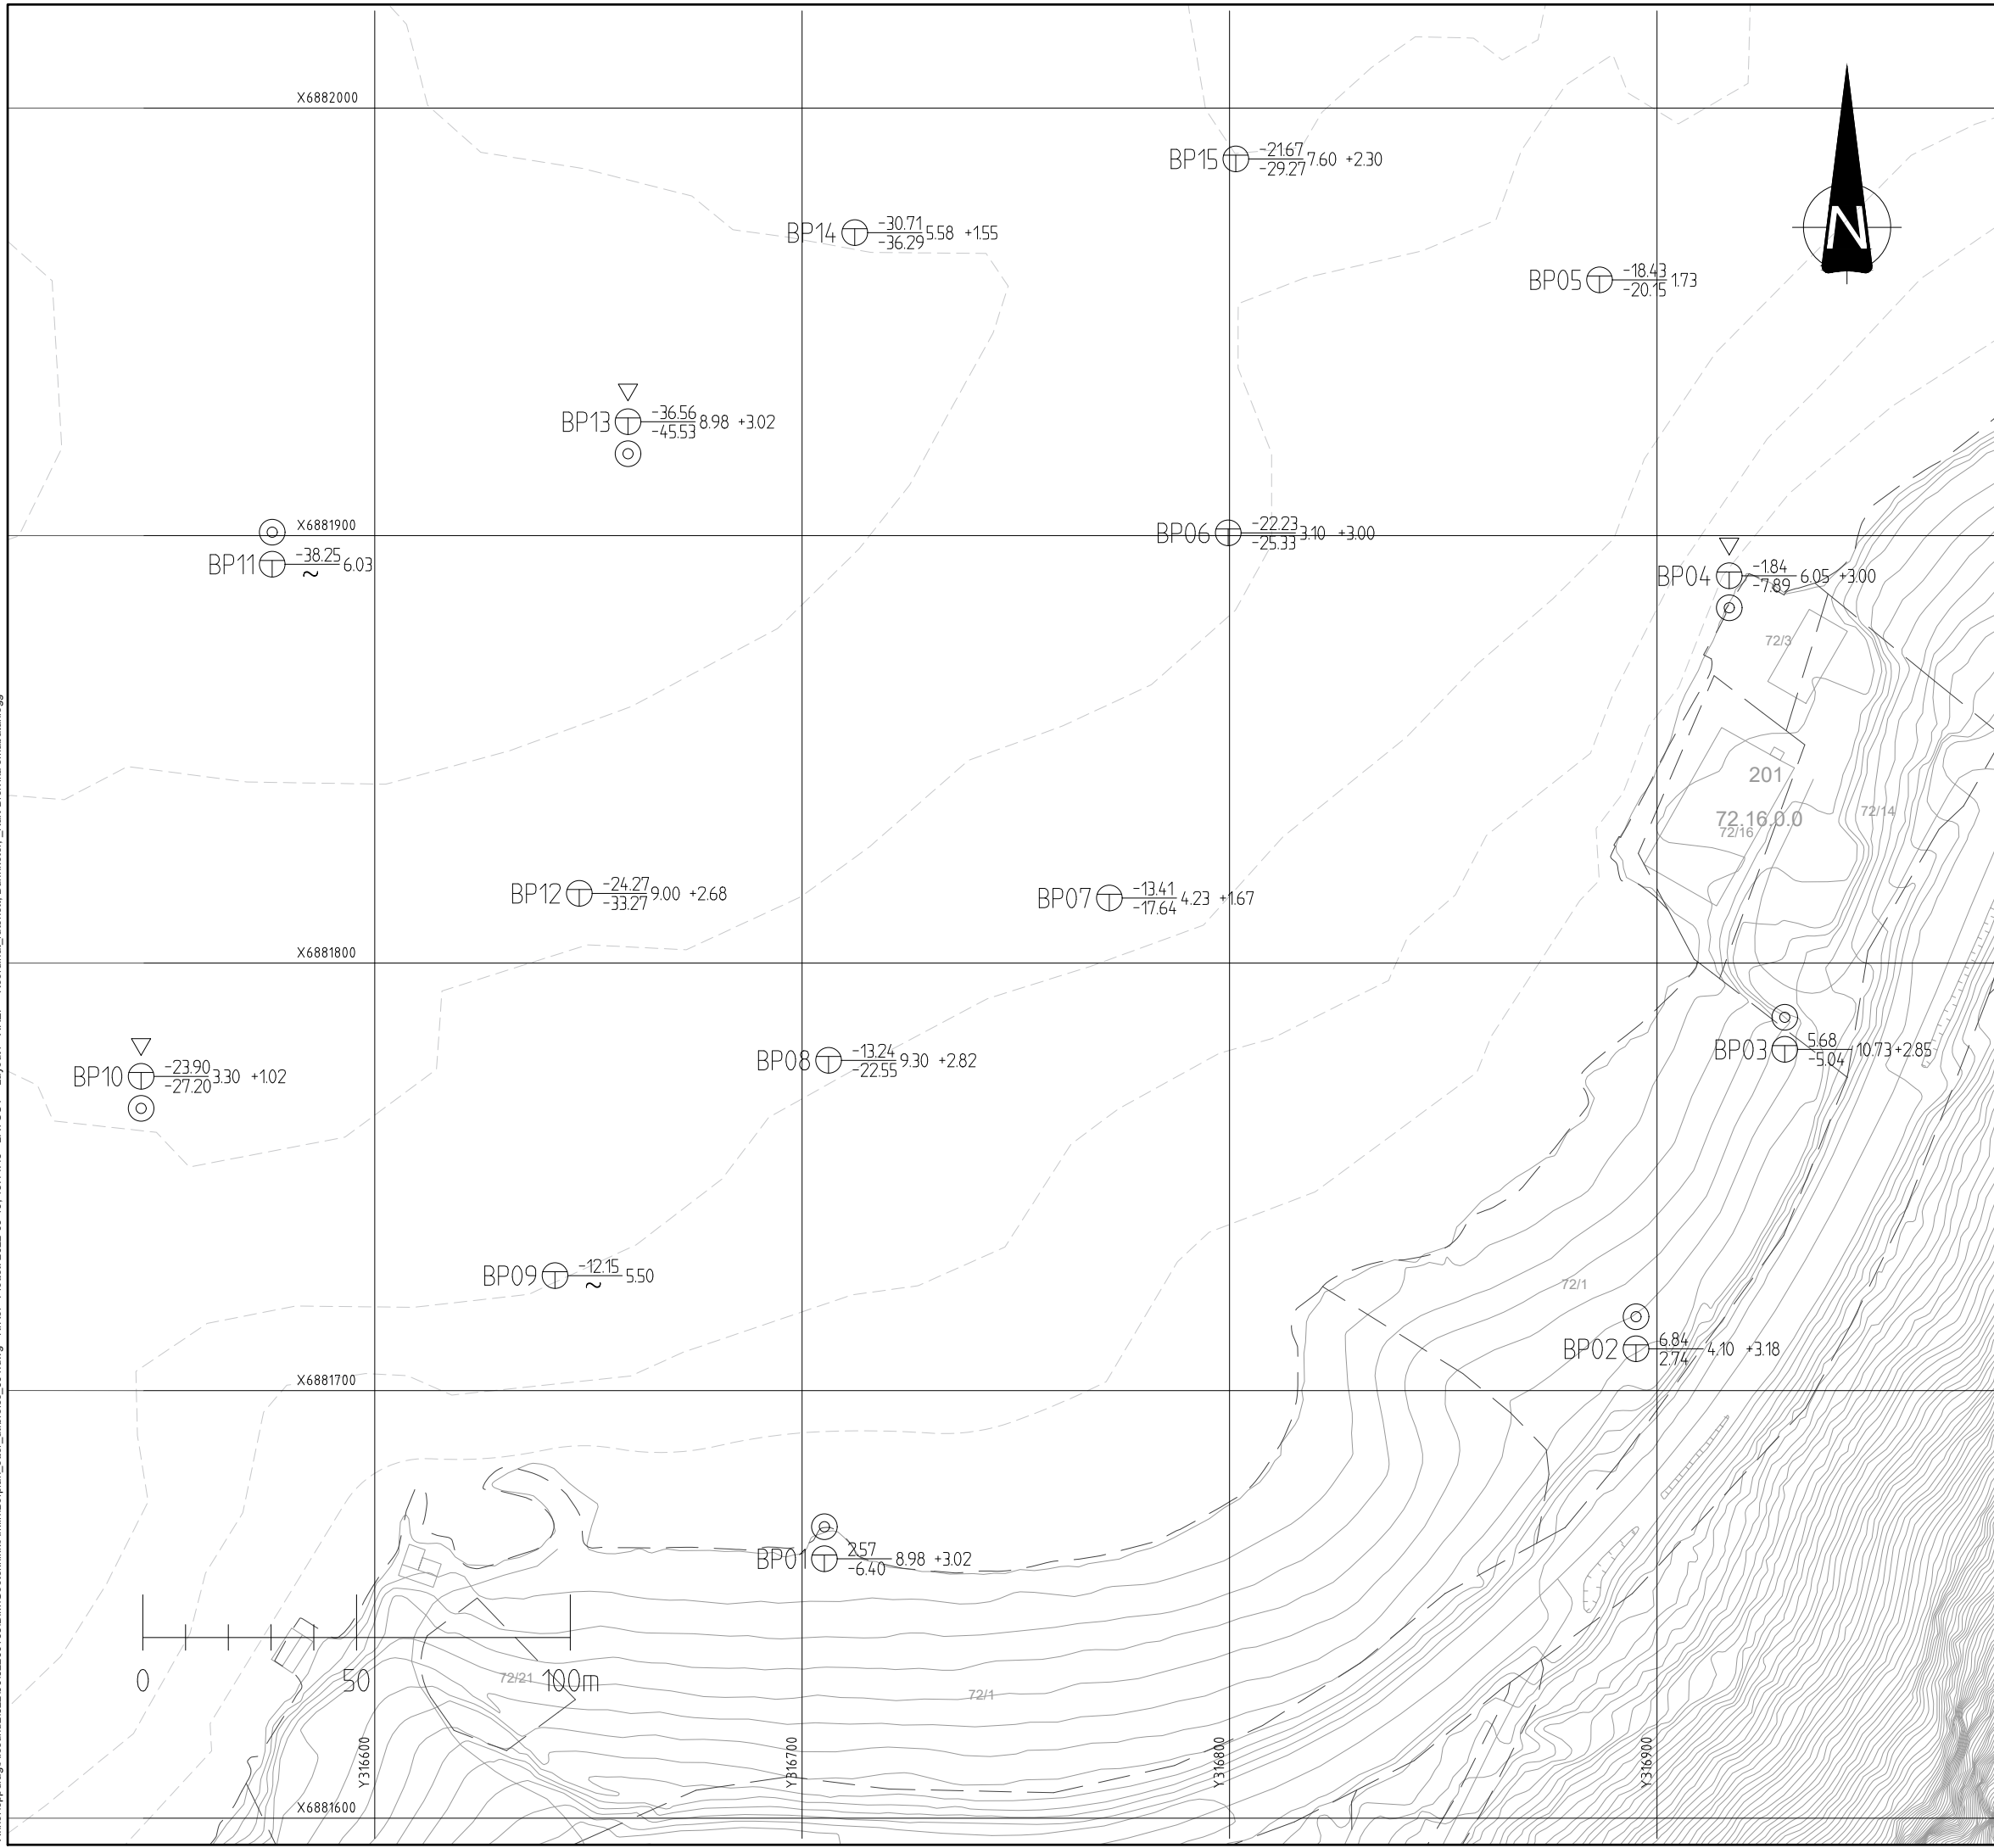 X6882000
BP15 -21.67 7.60 +2.30
-29.27
N
BP14 -30.71 5.58 +1.55
-36.29
BP05 -18.43 1.73
-20.15
BP13 -36.56 8.98 +3.02
-45.53
X6881900
BP06 -22.23 3.10 +3.00
-25.33
BP11 -38.25 6.03
~
BP04 -1.84 6.05 +3.00
-7.89
72/3
201
72/14
72.16.0.0
72/16
BP12 -24.27 9.00 +2.68
-33.27
BP07 -13.41 4.23 +1.67
-17.64
X6881800
BP03 5.68 10.73 +2.85
-5.04
BP08 -13.24 9.30 +2.82
-22.55
BP10 -23.90 3.30 +1.02
-27.20
BP09 -12.15 5.50
~
72/1
BP02 6.84 4.10 +3.18
2.74
X6881700
BP01 2.57 8.98 +3.02
-6.40
0 50 100m
72/21
72/1
Y316600
Y316700
Y316800
Y316900
X6881600